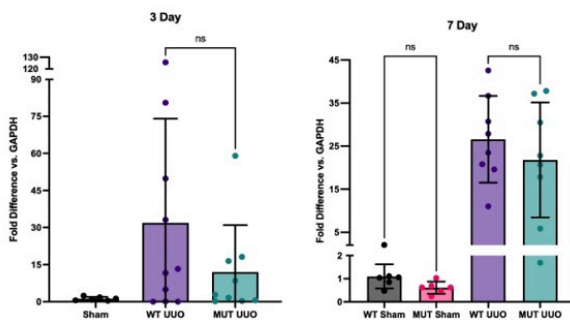 3 Day
ns
130
120
90
75
60
45
30
15
0
Fold Difference vs. GAPDH
Sham
WT UUO
MUT UUO
7 Day
ns
ns
45
35
25
15
5
2
1
0
Fold Difference vs. GAPDH
WT Sham
MUT Sham
WT UUO
MUT UUO